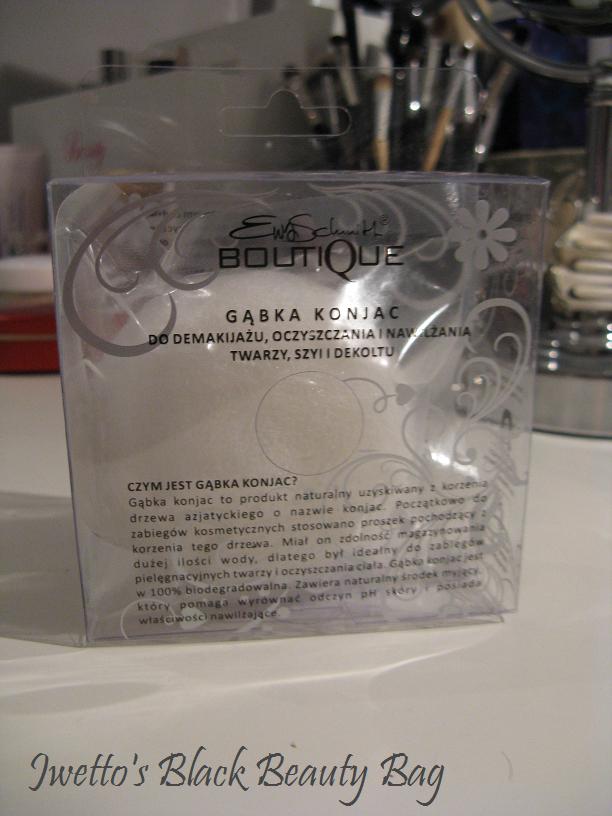 Beauty
EwaSchmitt®
BOUTIQUE
GĄBKA KONJAC
DO DEMAKIJAŻU, OCZYSZCZANIA I NAWILŻANIA
TWARZY, SZYI I DEKOLTU
CZYM JEST GĄBKA KONJAC?
Gąbka konjac to produkt naturalny uzyskiwany z korzenia
drzewa azjatyckiego o nazwie konjac. Początkowo do
zabiegów kosmetycznych stosowano proszek pochodzący z
korzenia tego drzewa. Miał on zdolność magazynowania
dużej ilości wody, dlatego był idealny do zabiegów
pielęgnacyjnych twarzy i oczyszczania ciała. Gąbka konjac jest
w 100% biodegradowalna. Zawiera naturalny środek myjący,
który pomaga wyrównać odczyn pH skóry i posiada
właściwości nawilżające.
Iwetto's Black Beauty Bag